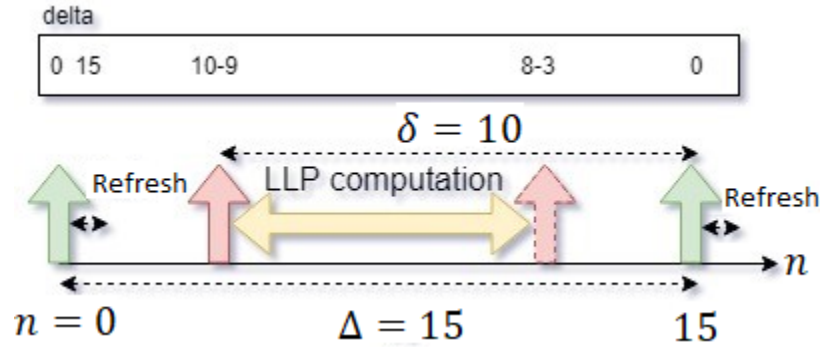 delta
0 15 10-9 8-3 0
δ = 10
Refresh LLP computation Refresh
n
n = 0 Δ = 15 15